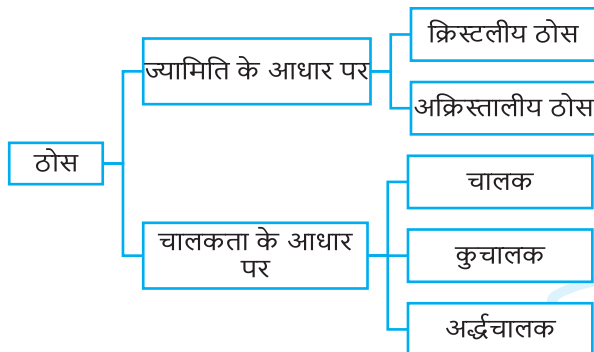 ठोस
ज्यामिति के आधार पर
क्रिस्टलीय ठोस
अक्रिस्तालीय ठोस
चालकता के आधार
पर
चालक
कुचालक
अर्द्धचालक